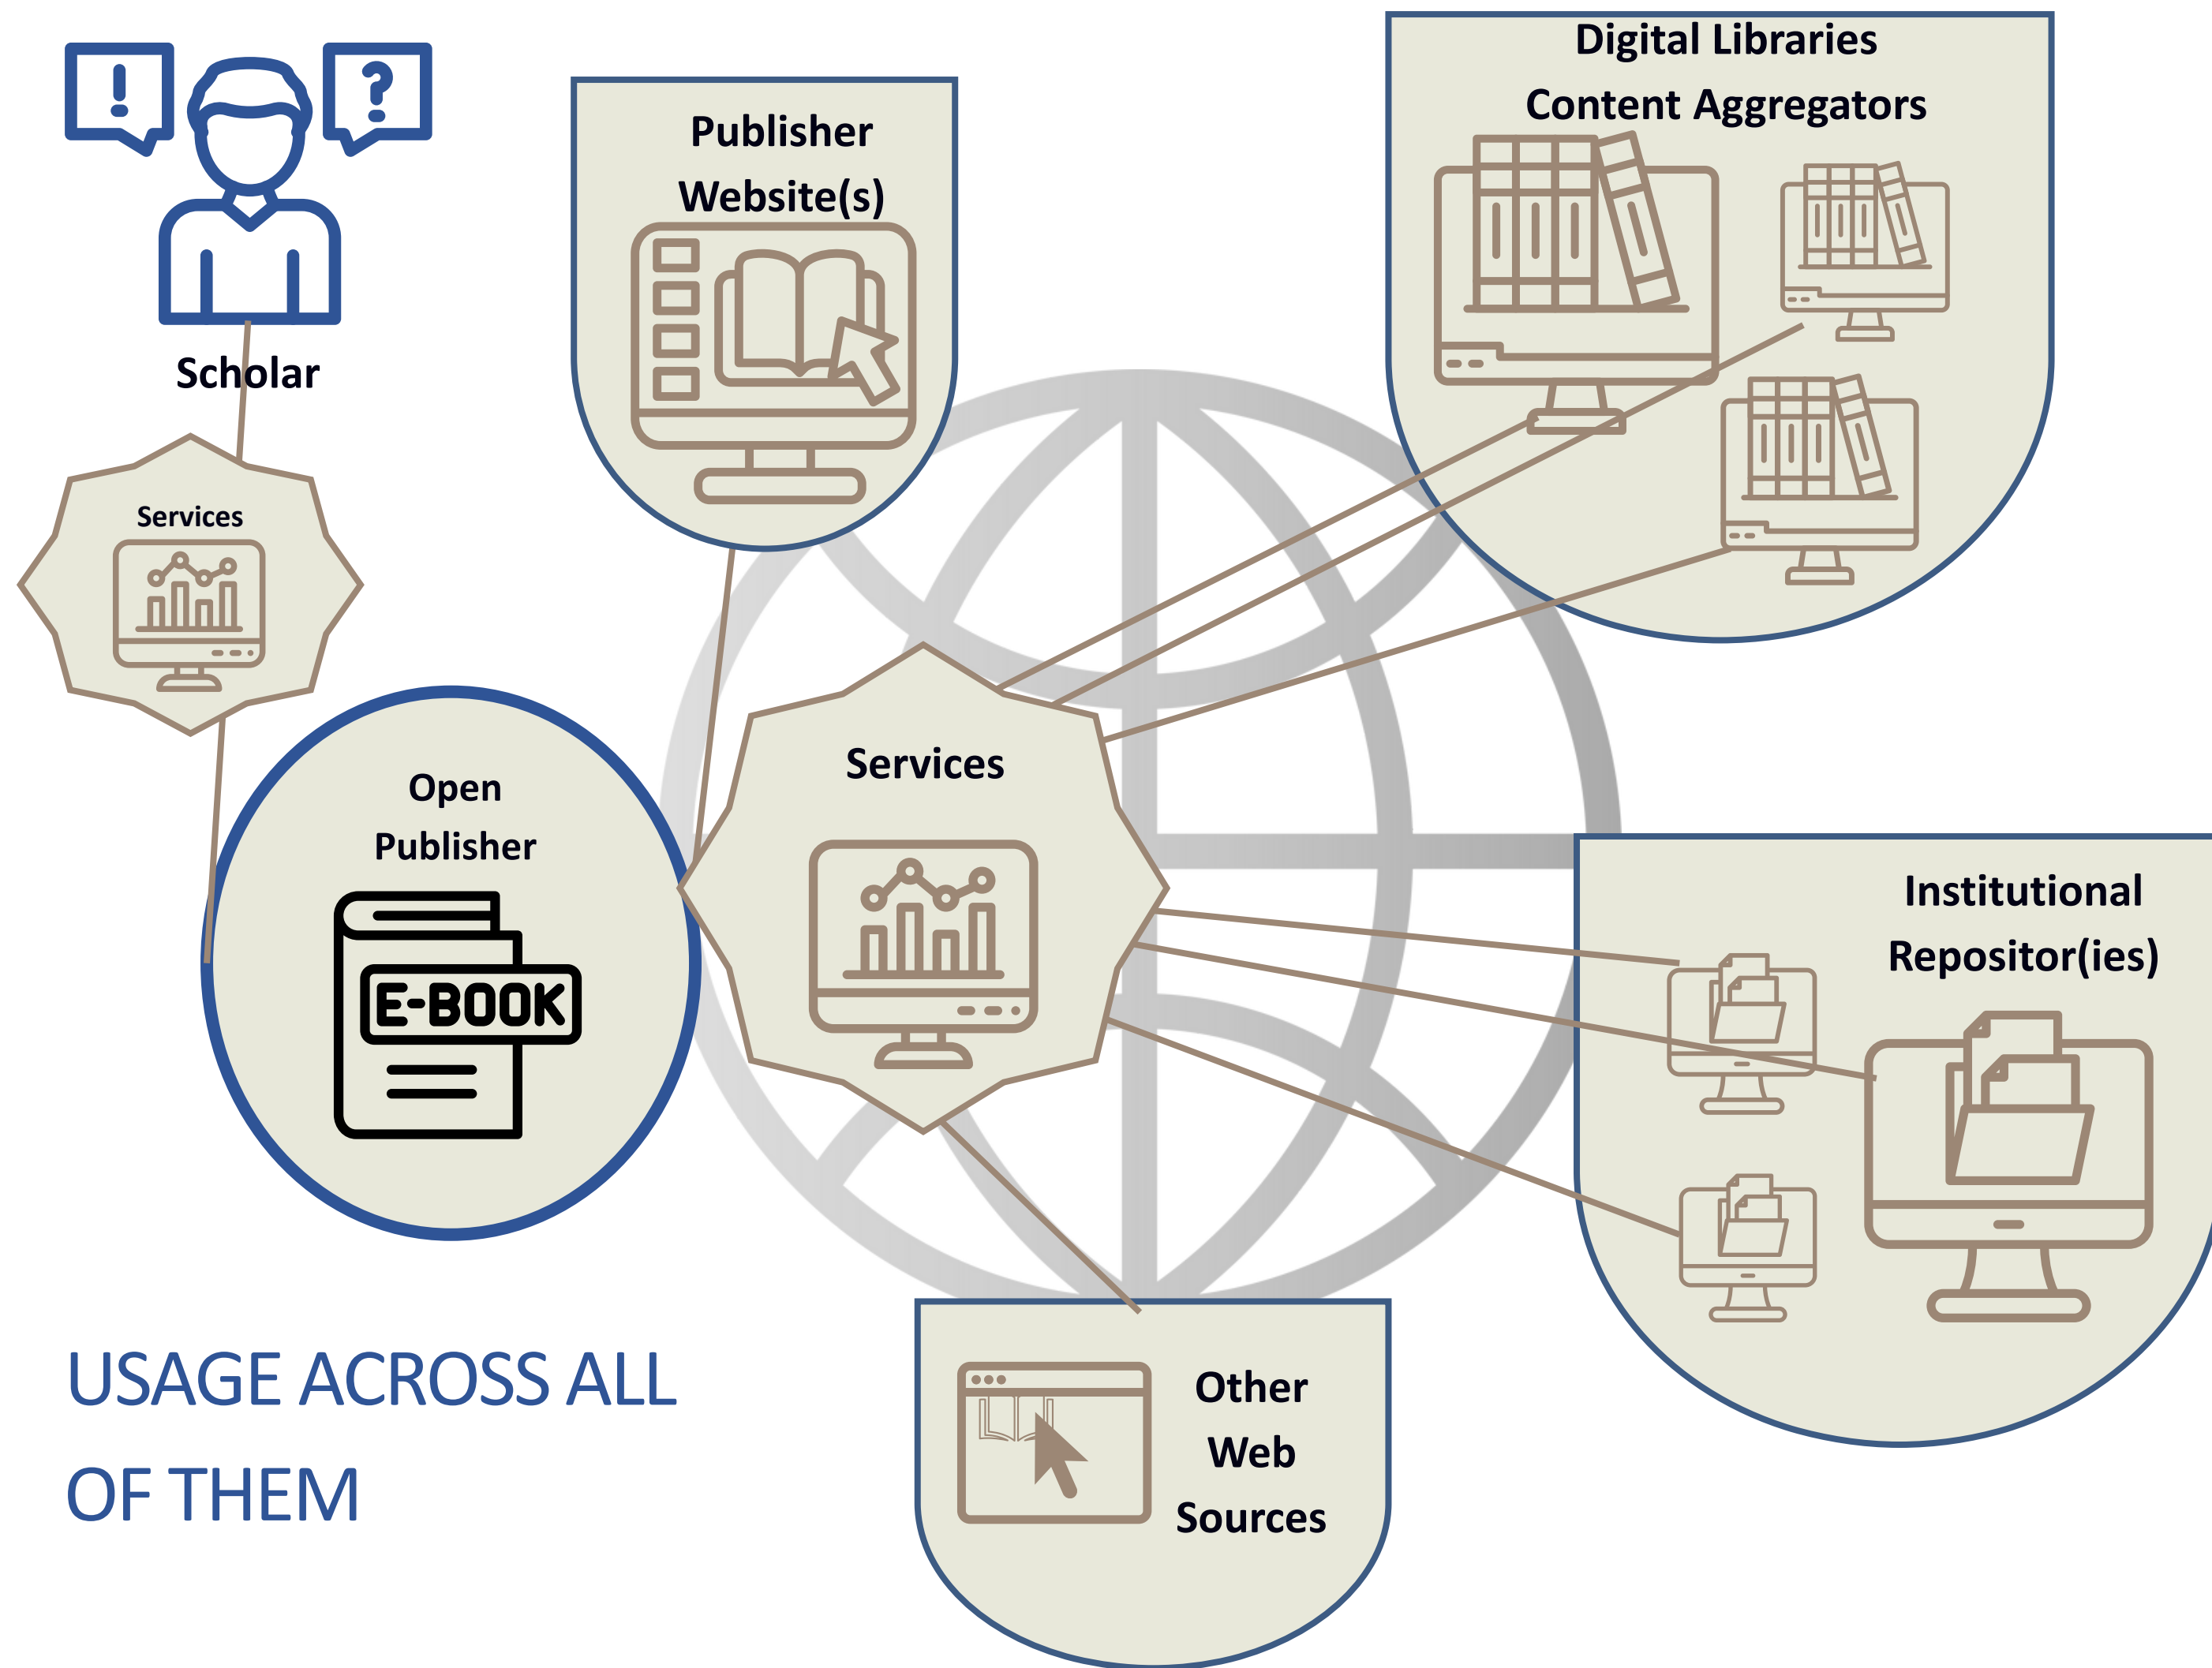 !
?
Scholar
Publisher
Website(s)
Digital Libraries
Content Aggregators
Services
Open
Publisher
E-BOOK
Services
Institutional
Repositor(ies)
Other
Web
Sources
USAGE ACROSS ALL
OF THEM